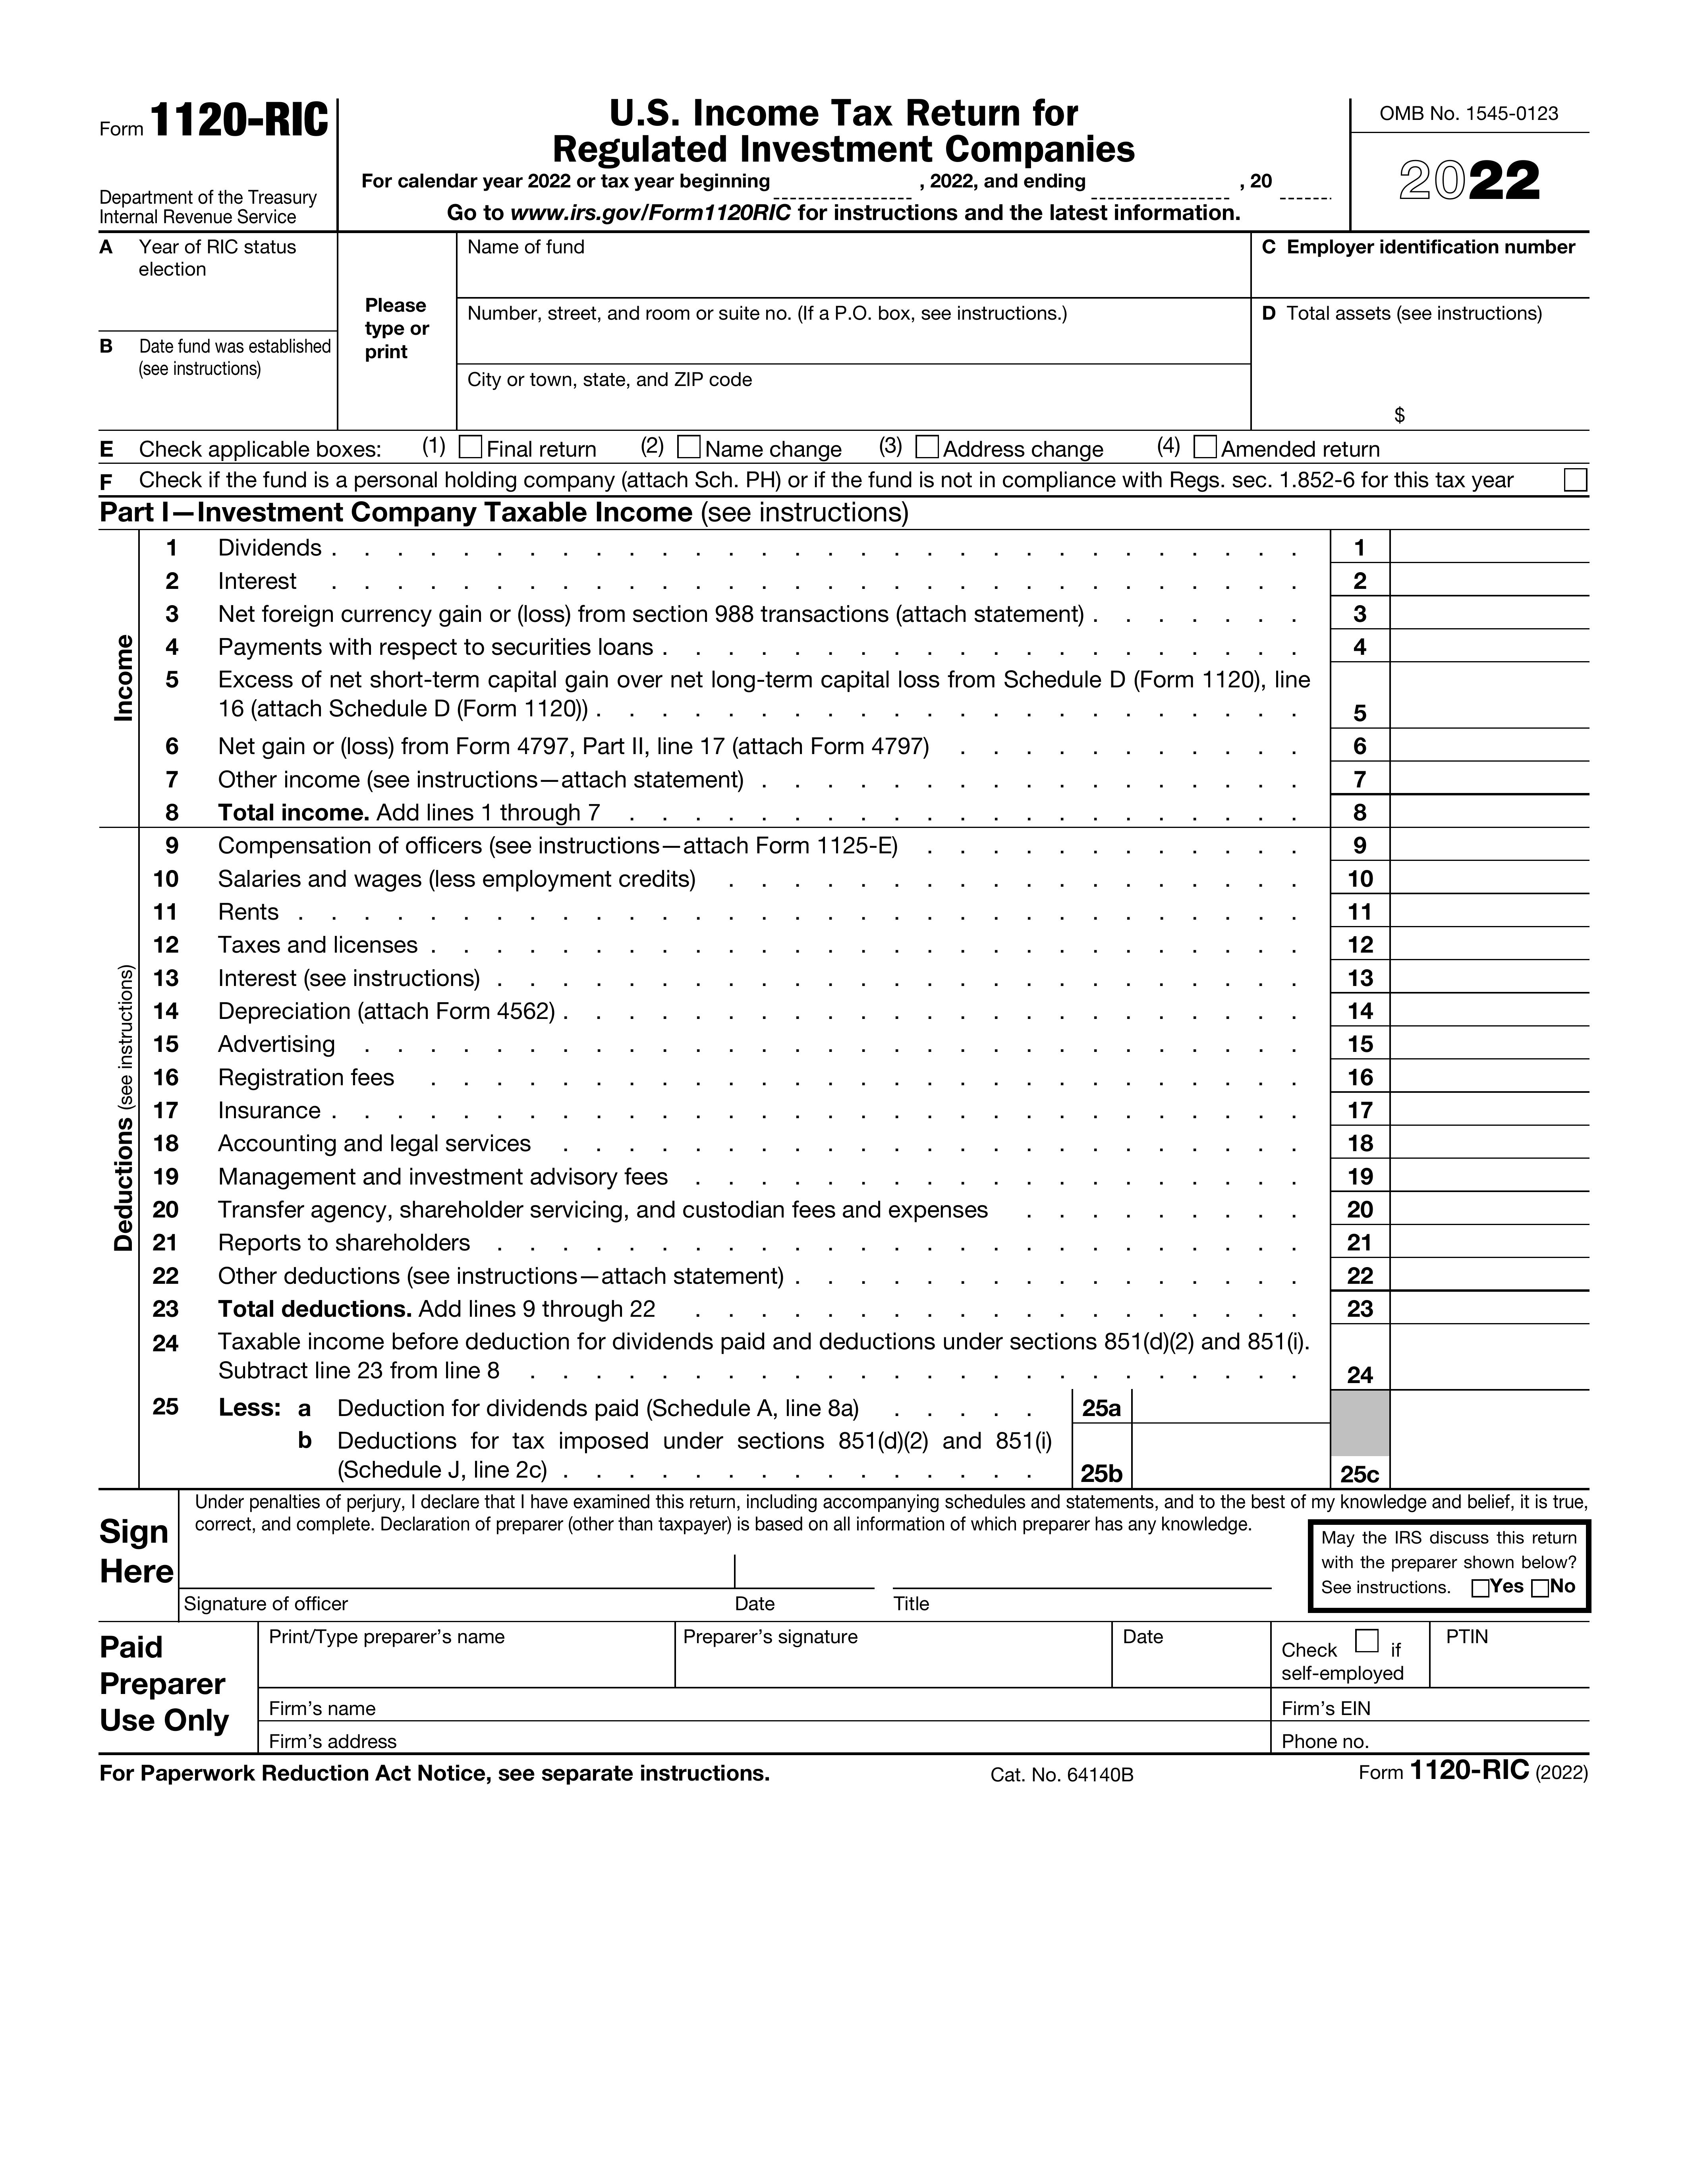 Form 1120-RIC
Department of the Treasury
Internal Revenue Service
U.S. Income Tax Return for
Regulated Investment Companies
For calendar year 2022 or tax year beginning , 2022, and ending , 20
Go to www.irs.gov/Form1120RIC for instructions and the latest information.
OMB No. 1545-0123
2022
A Year of RIC status
election
B Date fund was established
(see instructions)
Please
type or
print
Name of fund
Number, street, and room or suite no. (If a P.O. box, see instructions.)
City or town, state, and ZIP code
C Employer identification number
D Total assets (see instructions)
$
E Check applicable boxes: (1) Final return (2) Name change (3) Address change (4) Amended return
F Check if the fund is a personal holding company (attach Sch. PH) or if the fund is not in compliance with Regs. sec. 1.852-6 for this tax year
Part I—Investment Company Taxable Income (see instructions)
Income
1 Dividends . . . . . . . . . . . . . . . . . . . . . . . . . . . . . . 1
2 Interest . . . . . . . . . . . . . . . . . . . . . . . . . . . . . . 2
3 Net foreign currency gain or (loss) from section 988 transactions (attach statement) . . . . . . . 3
4 Payments with respect to securities loans . . . . . . . . . . . . . . . . . . . . 4
5 Excess of net short-term capital gain over net long-term capital loss from Schedule D (Form 1120), line
16 (attach Schedule D (Form 1120)) . . . . . . . . . . . . . . . . . . . . . . 5
6 Net gain or (loss) from Form 4797, Part II, line 17 (attach Form 4797) . . . . . . . . . . . 6
7 Other income (see instructions—attach statement) . . . . . . . . . . . . . . . . . 7
8 Total income. Add lines 1 through 7 . . . . . . . . . . . . . . . . . . . . . 8
Deductions (see instructions)
9 Compensation of officers (see instructions—attach Form 1125-E) . . . . . . . . . . . . 9
10 Salaries and wages (less employment credits) . . . . . . . . . . . . . . . . . . 10
11 Rents . . . . . . . . . . . . . . . . . . . . . . . . . . . . . . . 11
12 Taxes and licenses . . . . . . . . . . . . . . . . . . . . . . . . . . . 12
13 Interest (see instructions) . . . . . . . . . . . . . . . . . . . . . . . . . 13
14 Depreciation (attach Form 4562) . . . . . . . . . . . . . . . . . . . . . . . 14
15 Advertising . . . . . . . . . . . . . . . . . . . . . . . . . . . . . 15
16 Registration fees . . . . . . . . . . . . . . . . . . . . . . . . . . . 16
17 Insurance . . . . . . . . . . . . . . . . . . . . . . . . . . . . . . 17
18 Accounting and legal services . . . . . . . . . . . . . . . . . . . . . . . 18
19 Management and investment advisory fees . . . . . . . . . . . . . . . . . . . 19
20 Transfer agency, shareholder servicing, and custodian fees and expenses . . . . . . . . . 20
21 Reports to shareholders . . . . . . . . . . . . . . . . . . . . . . . . . 21
22 Other deductions (see instructions—attach statement) . . . . . . . . . . . . . . . . 22
23 Total deductions. Add lines 9 through 22 . . . . . . . . . . . . . . . . . . . 23
24 Taxable income before deduction for dividends paid and deductions under sections 851(d)(2) and 851(i).
Subtract line 23 from line 8 . . . . . . . . . . . . . . . . . . . . . . . . 24
25 Less: a Deduction for dividends paid (Schedule A, line 8a) . . . . . 25a
b Deductions for tax imposed under sections 851(d)(2) and 851(i)
(Schedule J, line 2c) . . . . . . . . . . . . . . . 25b 25c
Sign
Here
Under penalties of perjury, I declare that I have examined this return, including accompanying schedules and statements, and to the best of my knowledge and belief, it is true,
correct, and complete. Declaration of preparer (other than taxpayer) is based on all information of which preparer has any knowledge.
Signature of officer Date Title
May the IRS discuss this return
with the preparer shown below?
See instructions. Yes No
Paid
Preparer
Use Only
Print/Type preparer's name Preparer's signature Date
Check if
self-employed
PTIN
Firm's name Firm's EIN
Firm's address Phone no.
For Paperwork Reduction Act Notice, see separate instructions. Cat. No. 64140B Form 1120-RIC (2022)